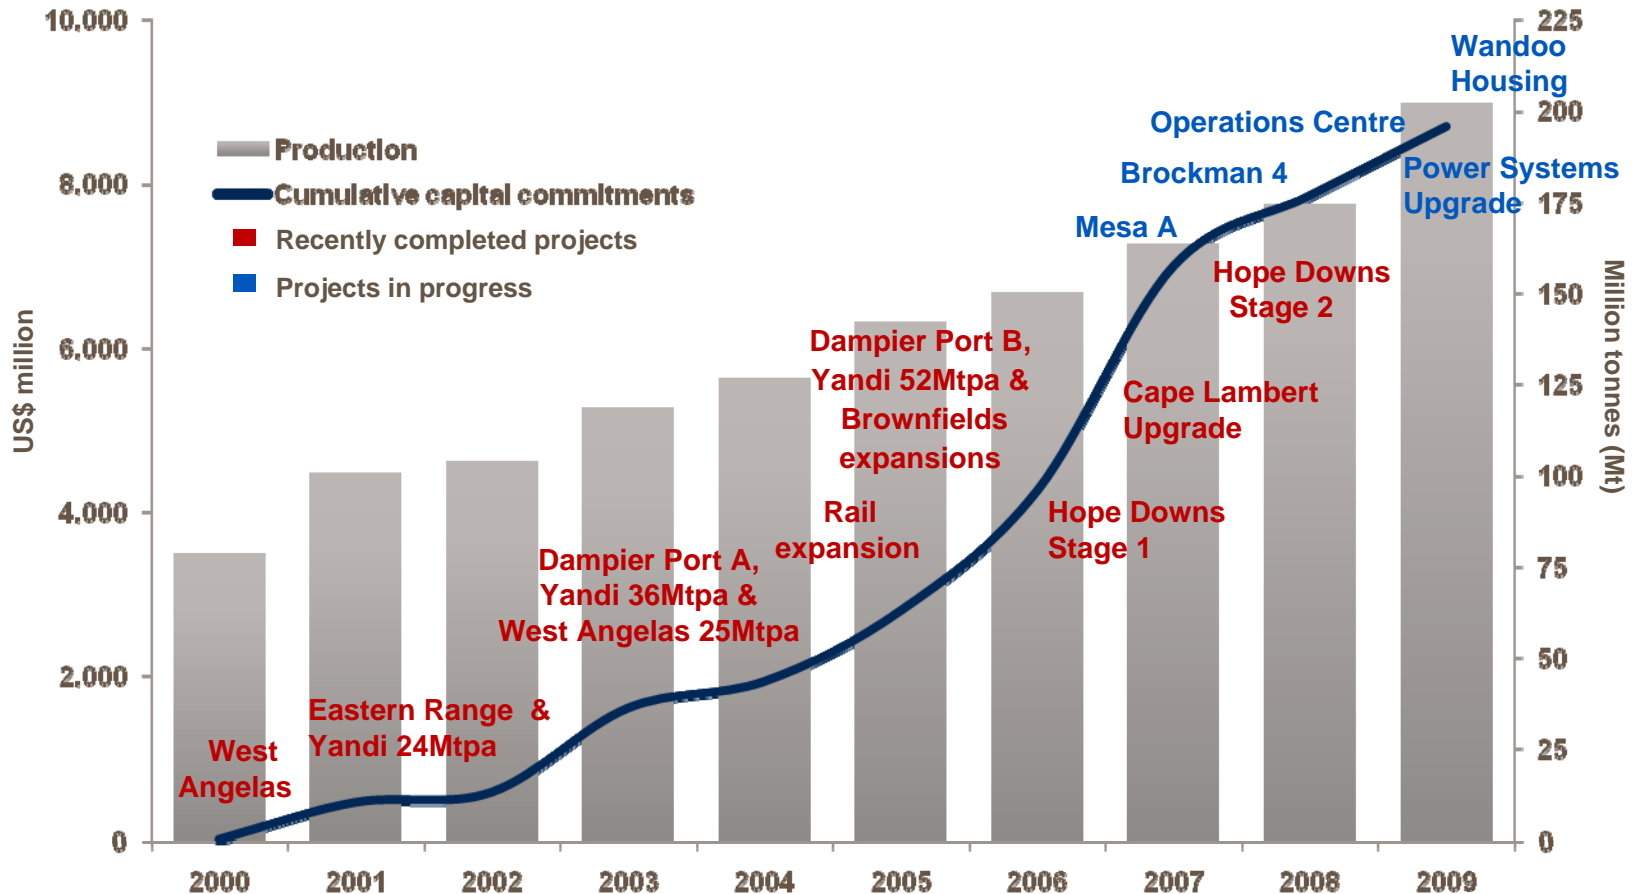 10,000
8,000
6,000
4,000
2,000
0
US$ million
Production
Cumulative capital commitments
Recently completed projects
Projects in progress
West
Angelas
Eastern Range &
Yandi 24Mtpa
Dampier Port A,
Yandi 36Mtpa &
West Angelas 25Mtpa
Rail
expansion
Dampier Port B,
Yandi 52Mtpa &
Brownfields
expansions
Hope Downs
Stage 1
Cape Lambert
Upgrade
Hope Downs
Stage 2
Mesa A
Brockman 4
Operations Centre
Wandoo
Housing
Power Systems
Upgrade
225
200
175
150
125
100
75
50
25
0
Million tonnes (Mt)
2000
2001
2002
2003
2004
2005
2006
2007
2008
2009